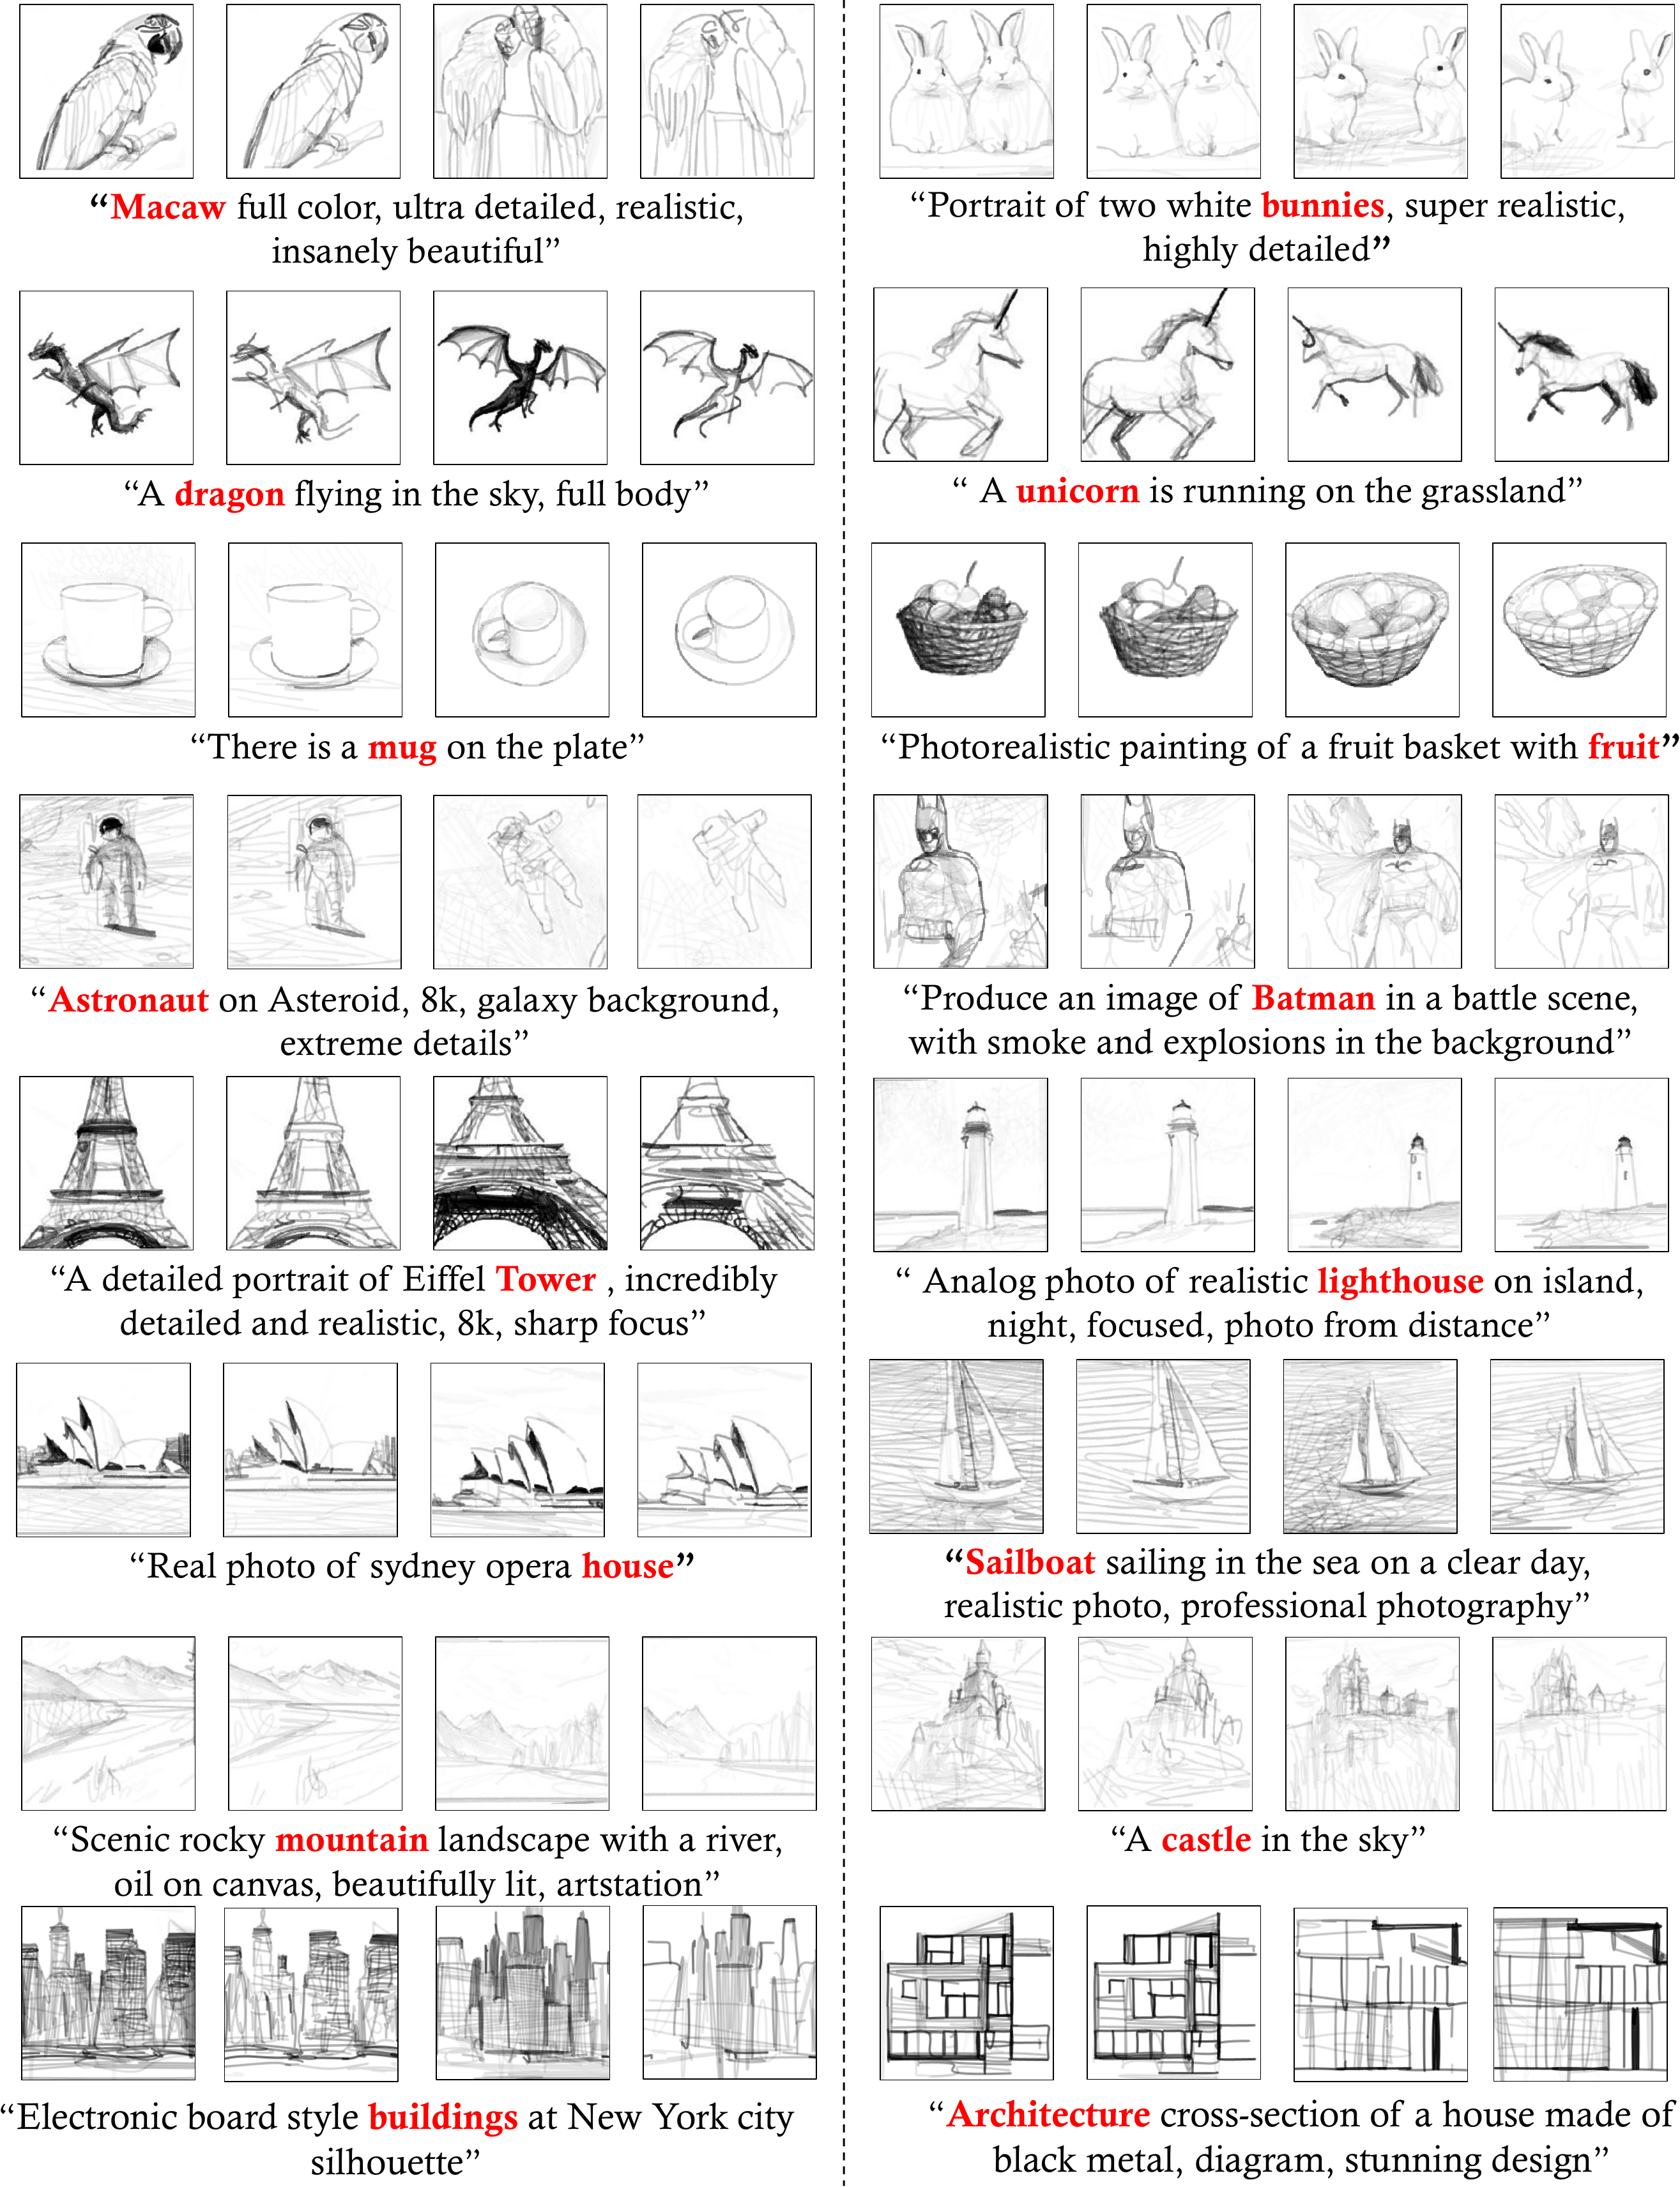 “Macaw full color, ultra detailed, realistic,
insanely beautiful”
“Portrait of two white bunnies, super realistic,
highly detailed”
“A dragon flying in the sky, full body”
“ A unicorn is running on the grassland”
“There is a mug on the plate”
“Photorealistic painting of a fruit basket with fruit”
“Astronaut on Asteroid, 8k, galaxy background,
extreme details”
“Produce an image of Batman in a battle scene,
with smoke and explosions in the background”
“A detailed portrait of Eiffel Tower , incredibly
detailed and realistic, 8k, sharp focus”
“ Analog photo of realistic lighthouse on island,
night, focused, photo from distance”
“Real photo of sydney opera house”
“Sailboat sailing in the sea on a clear day,
realistic photo, professional photography”
“Scenic rocky mountain landscape with a river,
oil on canvas, beautifully lit, artstation”
“A castle in the sky”
“Electronic board style buildings at New York city
silhouette”
“Architecture cross-section of a house made of
black metal, diagram, stunning design”